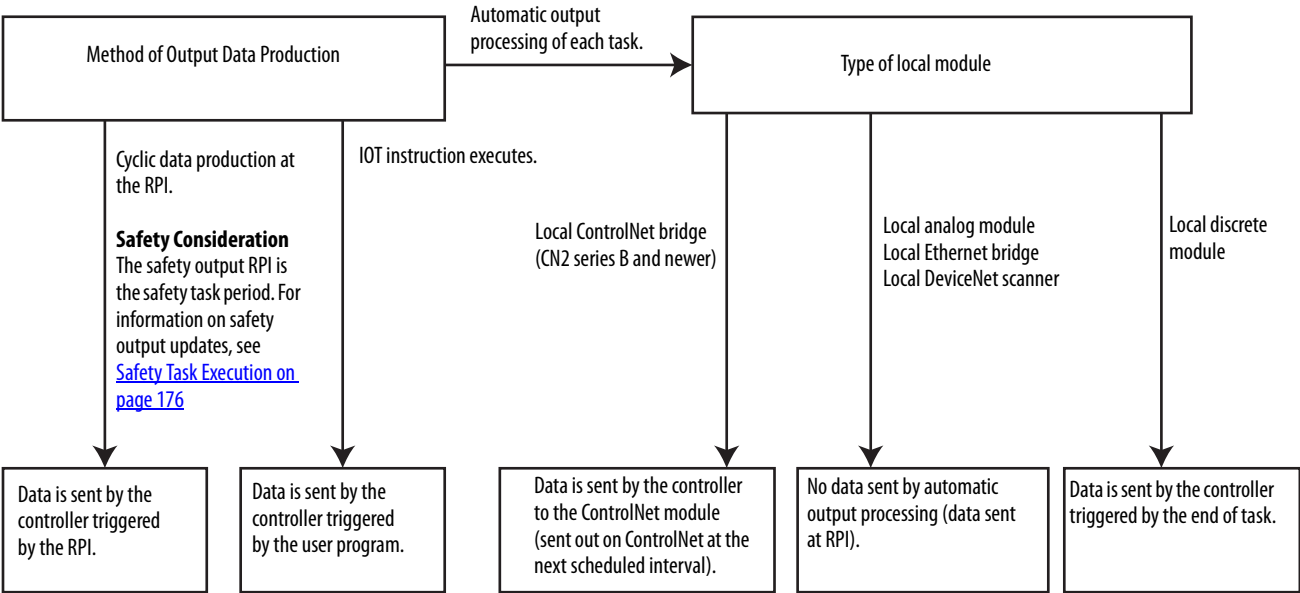 Automatic output
processing of each task.
Method of Output Data Production
Type of local module
Cyclic data production at
the RPI.
Safety Consideration
The safety output RPI is
the safety task period. For
information on safety
output updates, see
Safety Task Execution on
page 176
IOT instruction executes.
Local ControlNet bridge
(CN2 series B and newer)
Local analog module
Local Ethernet bridge
Local DeviceNet scanner
Local discrete
module
Data is sent by the
controller triggered
by the RPI.
Data is sent by the
controller triggered
by the user program.
Data is sent by the controller
to the ControlNet module
(sent out on ControlNet at the
next scheduled interval).
No data sent by automatic
output processing (data sent
at RPI).
Data is sent by the controller
triggered by the end of task.